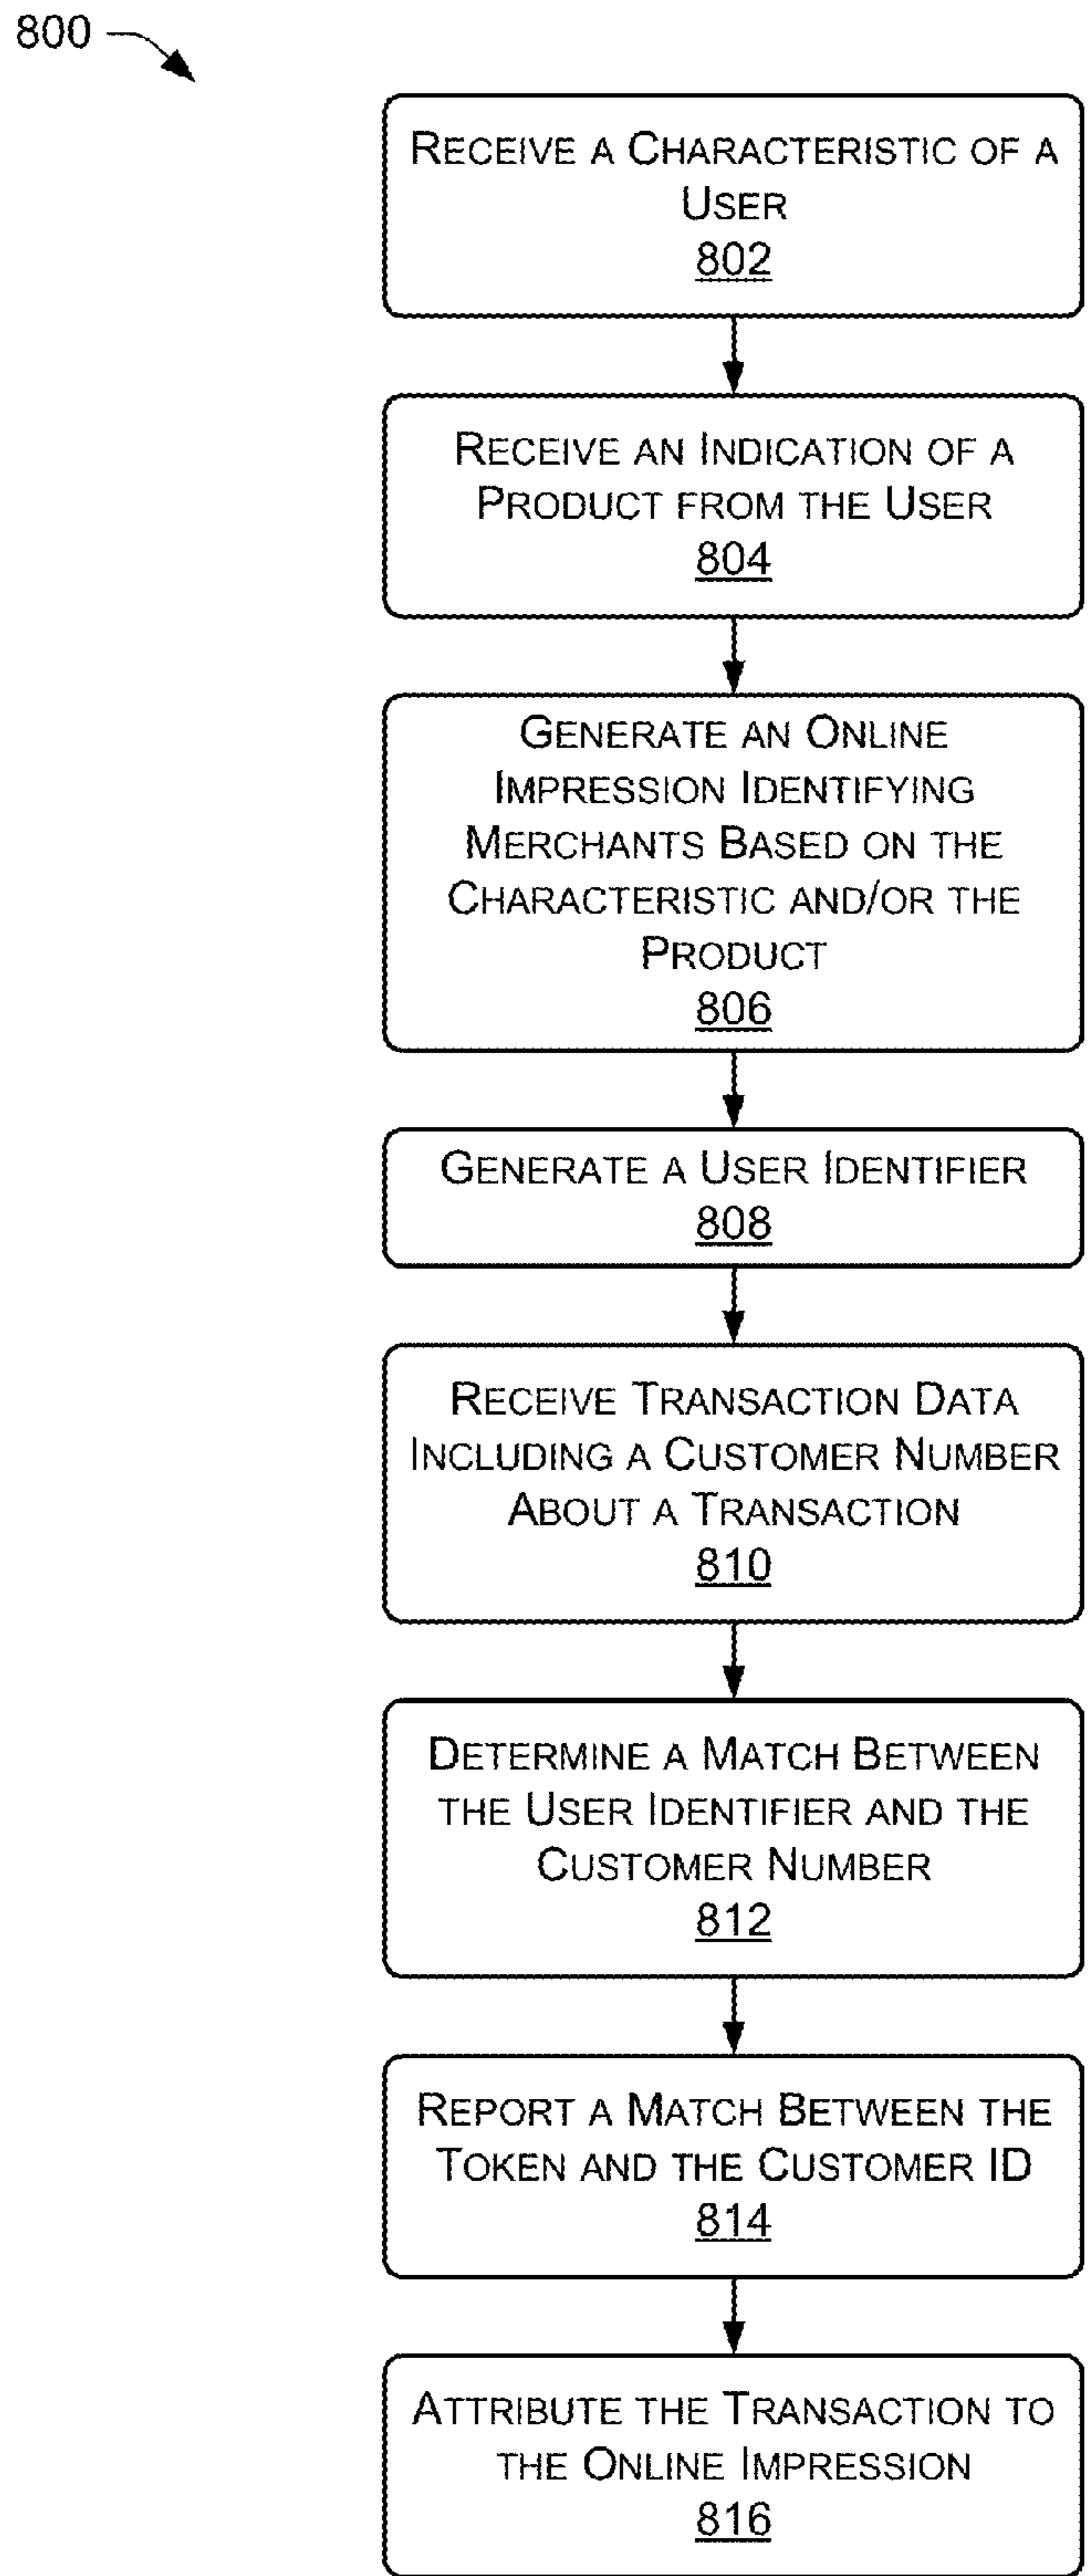 800
RECEIVE A CHARACTERISTIC OF A
USER
802
RECEIVE AN INDICATION OF A
PRODUCT FROM THE USER
804
GENERATE AN ONLINE
IMPRESSION IDENTIFYING
MERCHANTS BASED ON THE
CHARACTERISTIC AND/OR THE
PRODUCT
806
GENERATE A USER IDENTIFIER
808
RECEIVE TRANSACTION DATA
INCLUDING A CUSTOMER NUMBER
ABOUT A TRANSACTION
810
DETERMINE A MATCH BETWEEN
THE USER IDENTIFIER AND THE
CUSTOMER NUMBER
812
REPORT A MATCH BETWEEN THE
TOKEN AND THE CUSTOMER ID
814
ATTRIBUTE THE TRANSACTION TO
THE ONLINE IMPRESSION
816